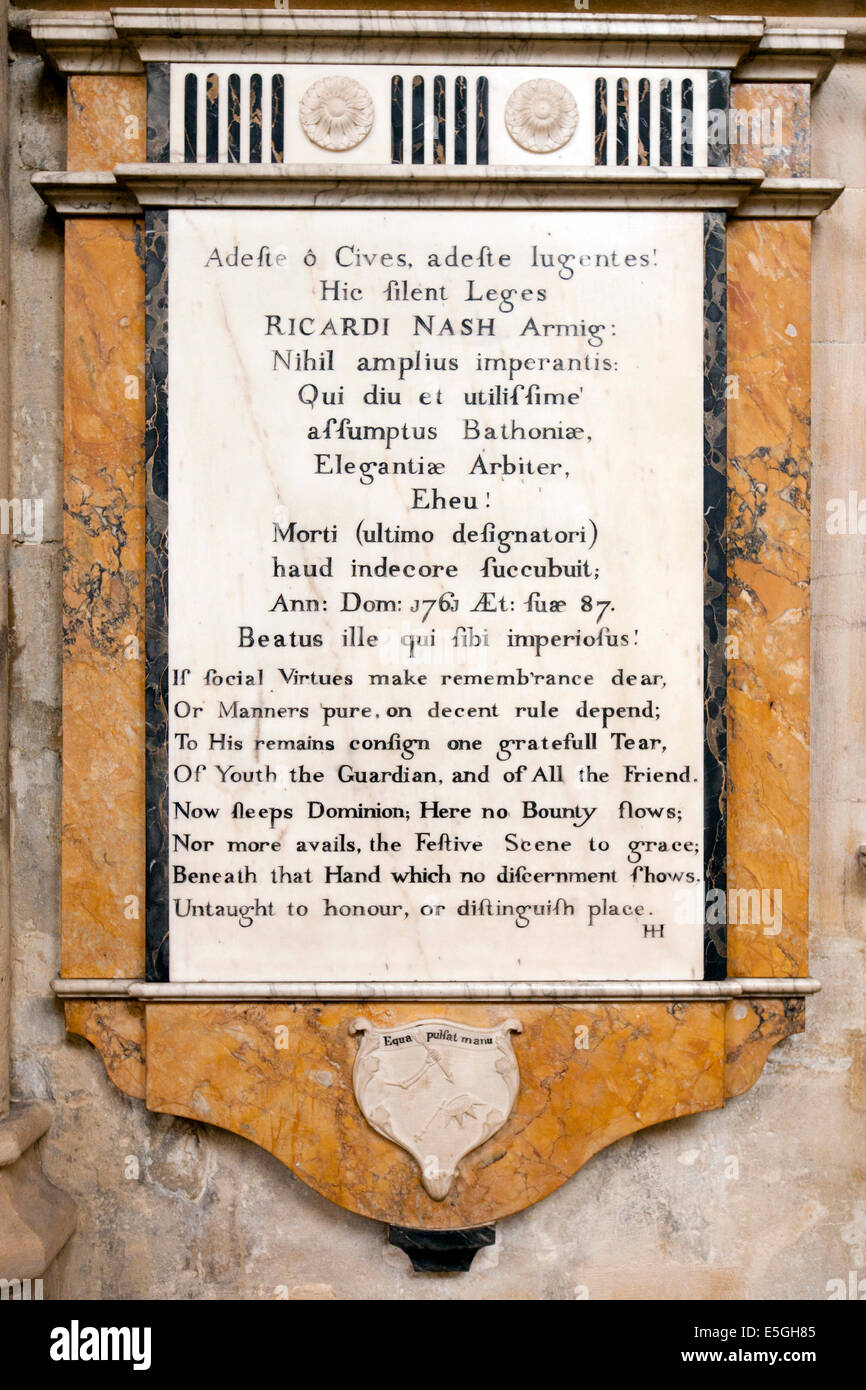 Adeſte ô Cives, adeſte lugentes!
Hic ſilent Leges
RICARDI NASH Armig:
Nihil amplius imperantis:
Qui diu et utiliſſime'
aſſumptus Bathoniæ,
Elegantiæ Arbiter,
Eheu!
Morti (ultimo deſignatori)
haud indecore ſuccubuit;
Ann: Dom: 1761 Æt: ſuæ 87.
Beatus ille qui ſibi imperioſus!
If ſocial Virtues make rememb'rance dear,
Or Manners pure, on decent rule depend;
To His remains conſign one gratefull Tear,
Of Youth the Guardian, and of All the Friend.
Now ſleeps Dominion; Here no Bounty flows;
Nor more avails, the Feſtive Scene to grace;
Beneath that Hand which no diſcernment ſhows.
Untaught to honour, or diſtinguiſh place.
HH
Equa pulſat manu
alamy
Image ID: E5GH85
www.alamy.com